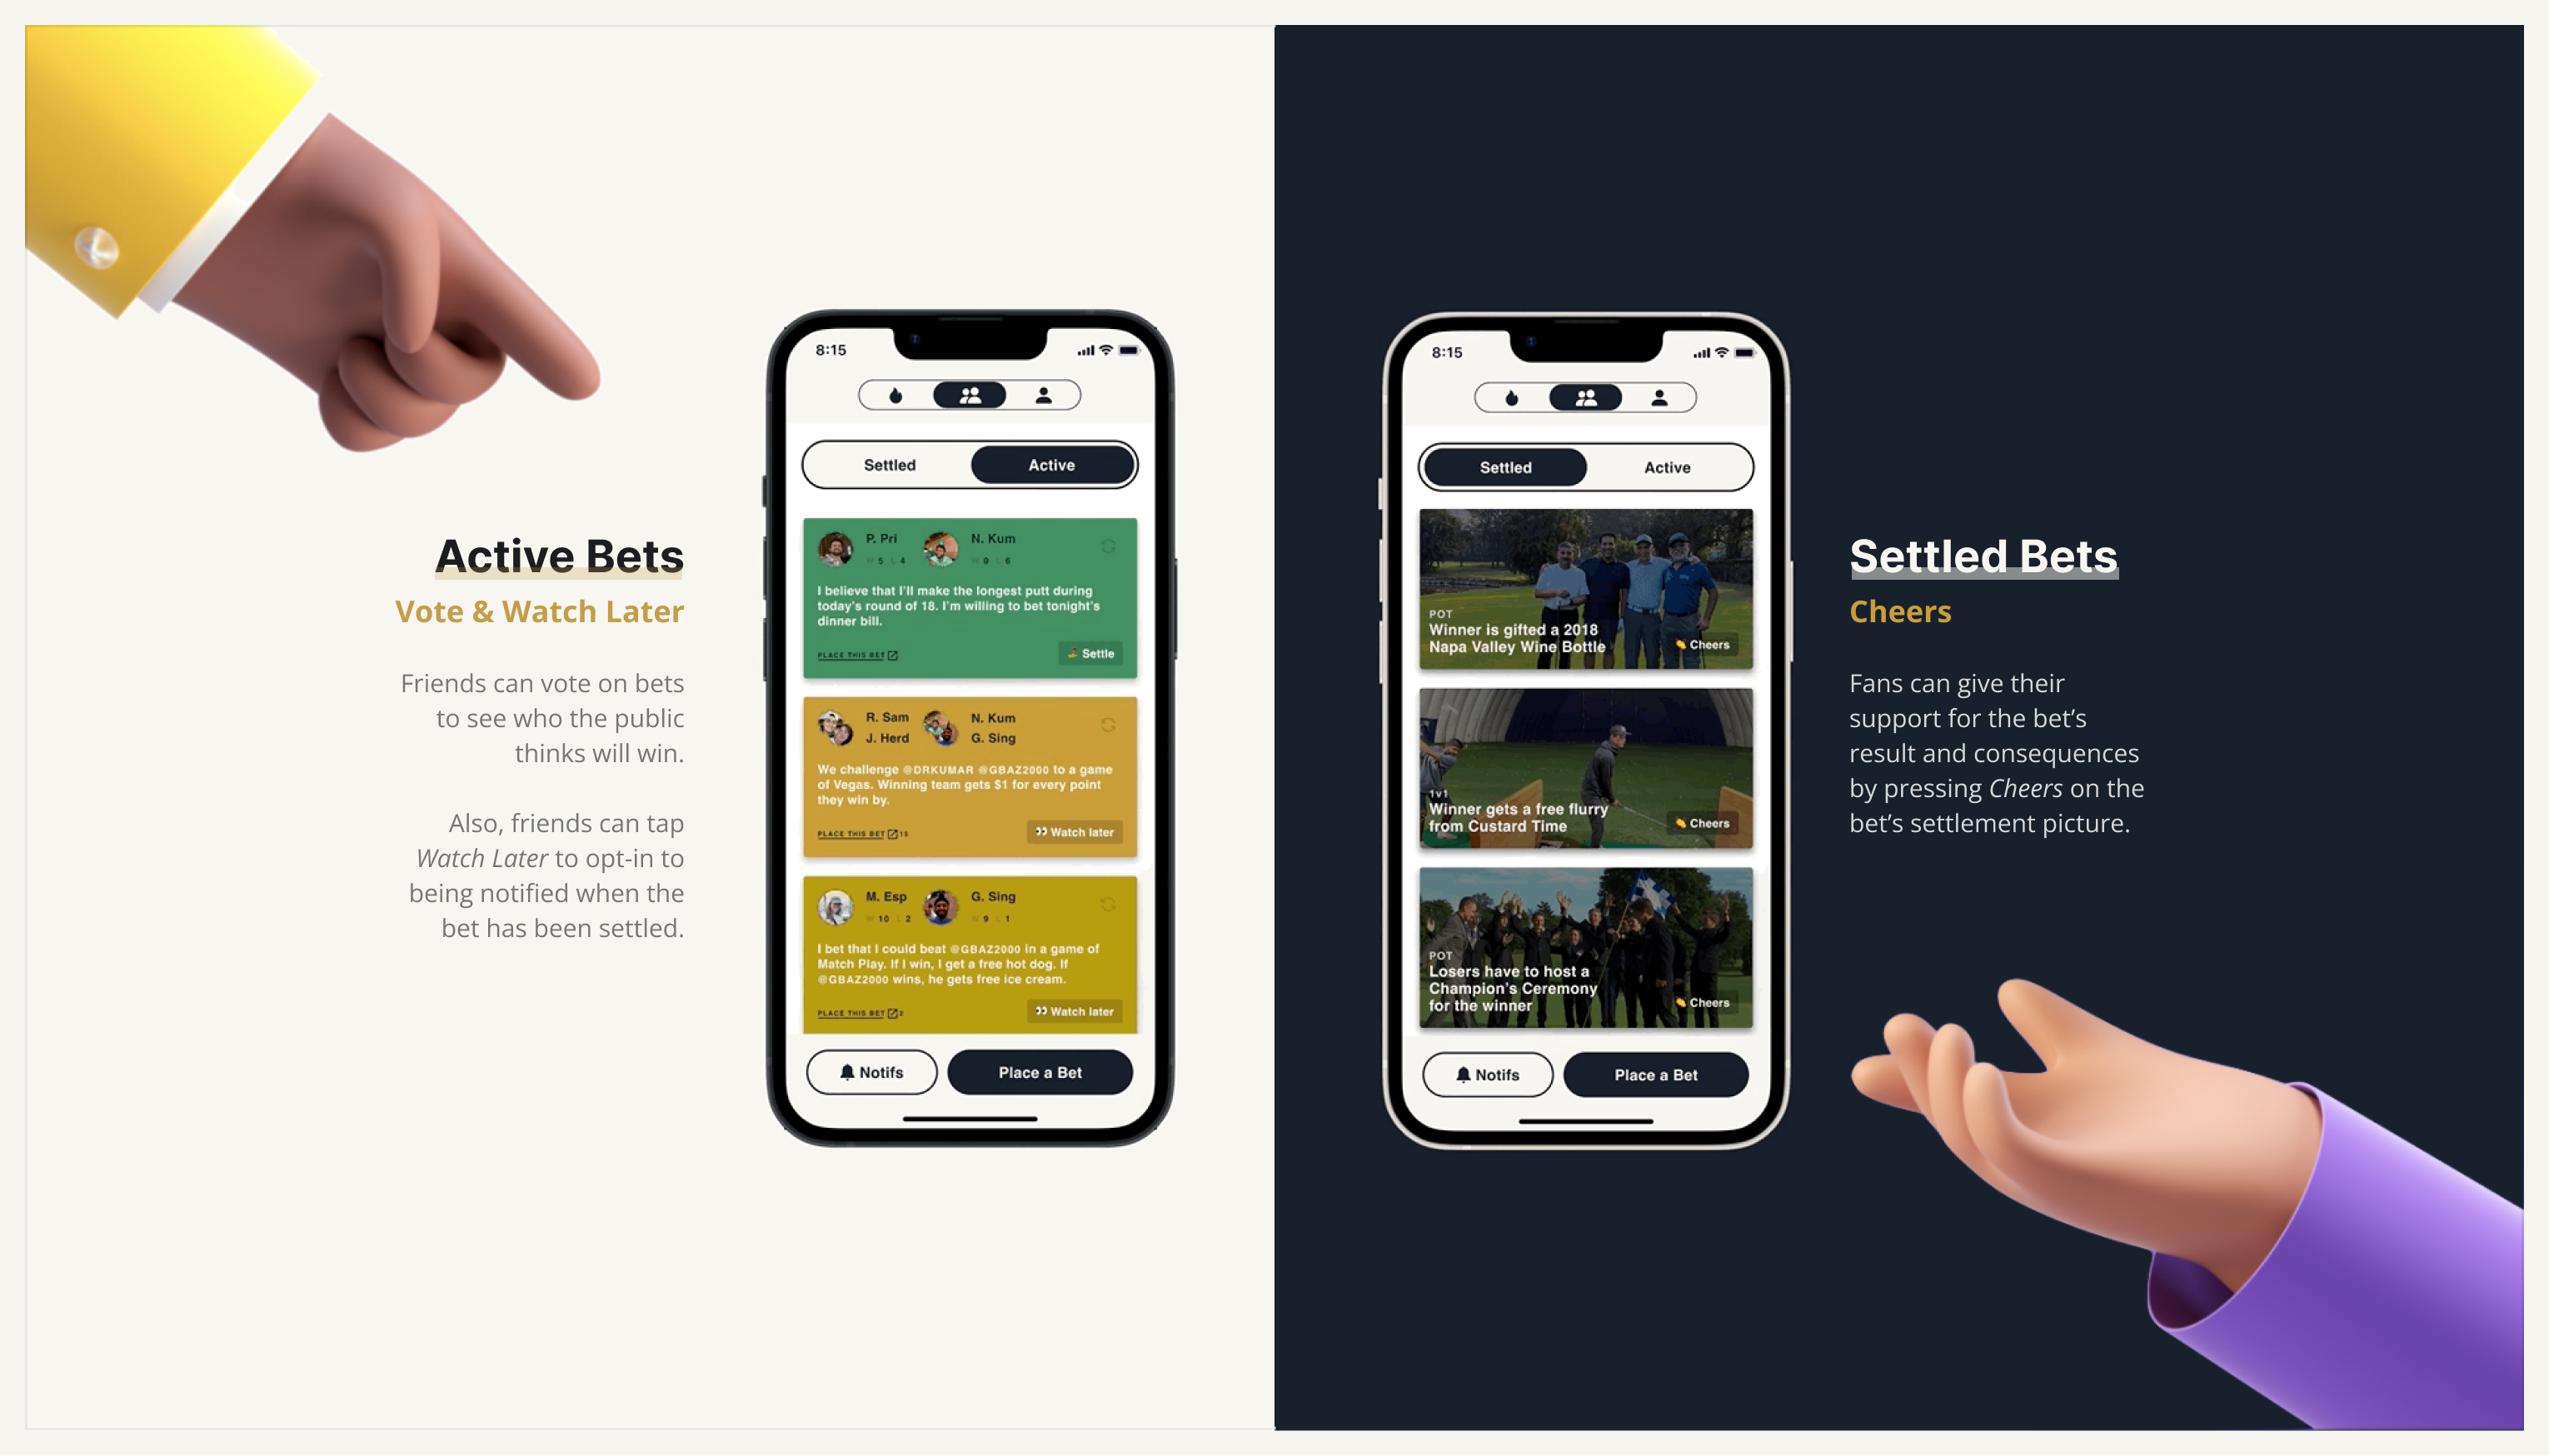 Active Bets
Vote & Watch Later
Friends can vote on bets
to see who the public
thinks will win.
Also, friends can tap
Watch Later to opt-in to
being notified when the
bet has been settled.
8:15
Settled Active
P. Pri N. Kum
W 5 L 4 W 0 L 6
I believe that I'll make the longest putt during
today's round of 18. I'm willing to bet tonight's
dinner bill.
PLACE THIS BET Settle
R. Sam N. Kum
J. Herd G. Sing
We challenge @DRKUMAR @GBAZ2000 to a game
of Vegas. Winning team gets $1 for every point
they win by.
PLACE THIS BET 15 Watch later
M. Esp G. Sing
W 10 L 2 W 9 L 1
I bet that I could beat @GBAZ2000 in a game of
Match Play. If I win, I get a free hot dog. If
@GBAZ2000 wins, he gets free ice cream.
PLACE THIS BET 2 Watch later
Notifs Place a Bet
8:15
Settled Active
POT
Winner is gifted a 2018
Napa Valley Wine Bottle
Cheers
1v1
Winner gets a free flurry
from Custard Time
Cheers
POT
Losers have to host a
Champion's Ceremony
for the winner
Cheers
Notifs Place a Bet
Settled Bets
Cheers
Fans can give their
support for the bet’s
result and consequences
by pressing Cheers on the
bet’s settlement picture.